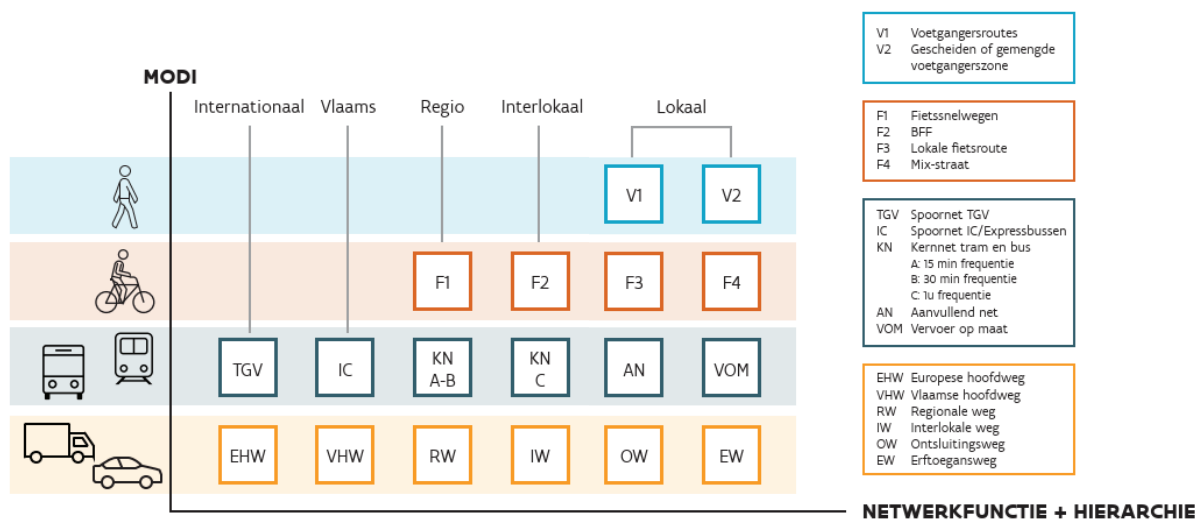 MODI
Internationaal Vlaams Regio Interlokaal Lokaal
V1 V2
F1 F2 F3 F4
TGV IC KN A-B KN C AN VOM
EHW VHW RW IW OW EW
NETWERKFUNCTIE + HIERARCHIE
V1 Voetgangersroutes
V2 Gescheiden of gemengde
voetgangerszone
F1 Fietssnelwegen
F2 BFF
F3 Lokale fietsroute
F4 Mix-straat
TGV Spoornet TGV
IC Spoornet IC/Expressbussen
KN Kernnet tram en bus
A: 15 min frequentie
B: 30 min frequentie
C: 1u frequentie
AN Aanvullend net
VOM Vervoer op maat
EHW Europese hoofdweg
VHW Vlaamse hoofdweg
RW Regionale weg
IW Interlokale weg
OW Ontsluitingsweg
EW Erftoegansweg